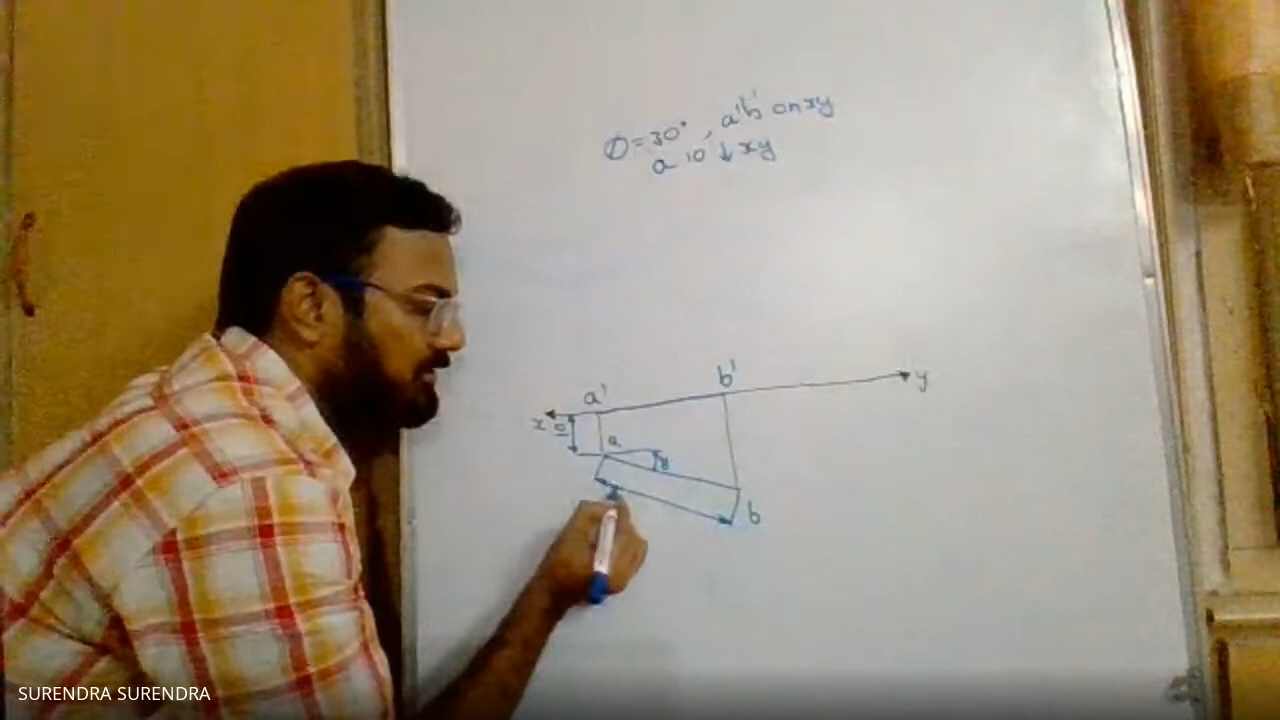 Ø = 30°, a'b' on xy
a 10 ↓ xy
a' b' y
x 10 a
b
SURENDRA SURENDRA